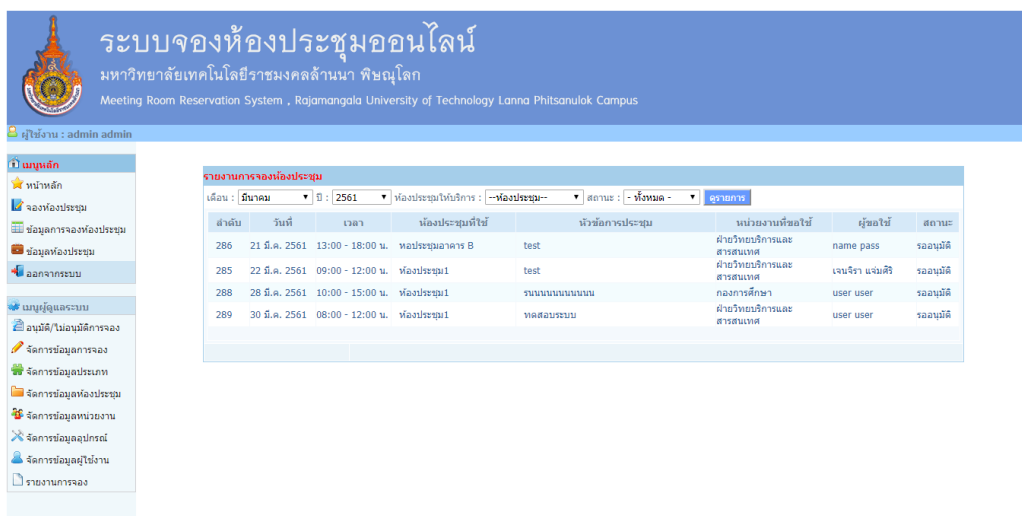 ระบบจองห้องประชุมออนไลน์
มหาวิทยาลัยเทคโนโลยีราชมงคลล้านนา พิษณุโลก
Meeting Room Reservation System , Rajamangala University of Technology Lanna Phitsanulok Campus
ผู้ใช้งาน : admin admin
เมนูหลัก
หน้าหลัก
จองห้องประชุม
ข้อมูลการจองห้องประชุม
ข้อมูลห้องประชุม
ออกจากระบบ
เมนูผู้ดูแลระบบ
อนุมัติ/ไม่อนุมัติการจอง
จัดการข้อมูลการจอง
จัดการข้อมูลประเภท
จัดการข้อมูลห้องประชุม
จัดการข้อมูลหน่วยงาน
จัดการข้อมูลอุปกรณ์
จัดการข้อมูลผู้ใช้งาน
รายงานการจอง
รายงานการจองห้องประชุม
เดือน : มีนาคม ปี : 2561 ห้องประชุมให้บริการ : --ห้องประชุม-- สถานะ : - ทั้งหมด - ดูรายการ
ลำดับ วันที่ เวลา ห้องประชุมที่ใช้ หัวข้อการประชุม หน่วยงานที่ขอใช้ ผู้ขอใช้ สถานะ
286 21 มี.ค. 2561 13:00 - 18:00 น. หอประชุมอาคาร B test ฝ่ายวิทยบริการและสารสนเทศ name pass รออนุมัติ
285 22 มี.ค. 2561 09:00 - 12:00 น. ห้องประชุม1 test ฝ่ายวิทยบริการและสารสนเทศ เจนจิรา แจ่มศิริ รออนุมัติ
288 28 มี.ค. 2561 10:00 - 15:00 น. ห้องประชุม1 รนนนนนนนนนนน กองการศึกษา user user รออนุมัติ
289 30 มี.ค. 2561 08:00 - 12:00 น. ห้องประชุม1 ทดสอบระบบ ฝ่ายวิทยบริการและสารสนเทศ user user รออนุมัติ